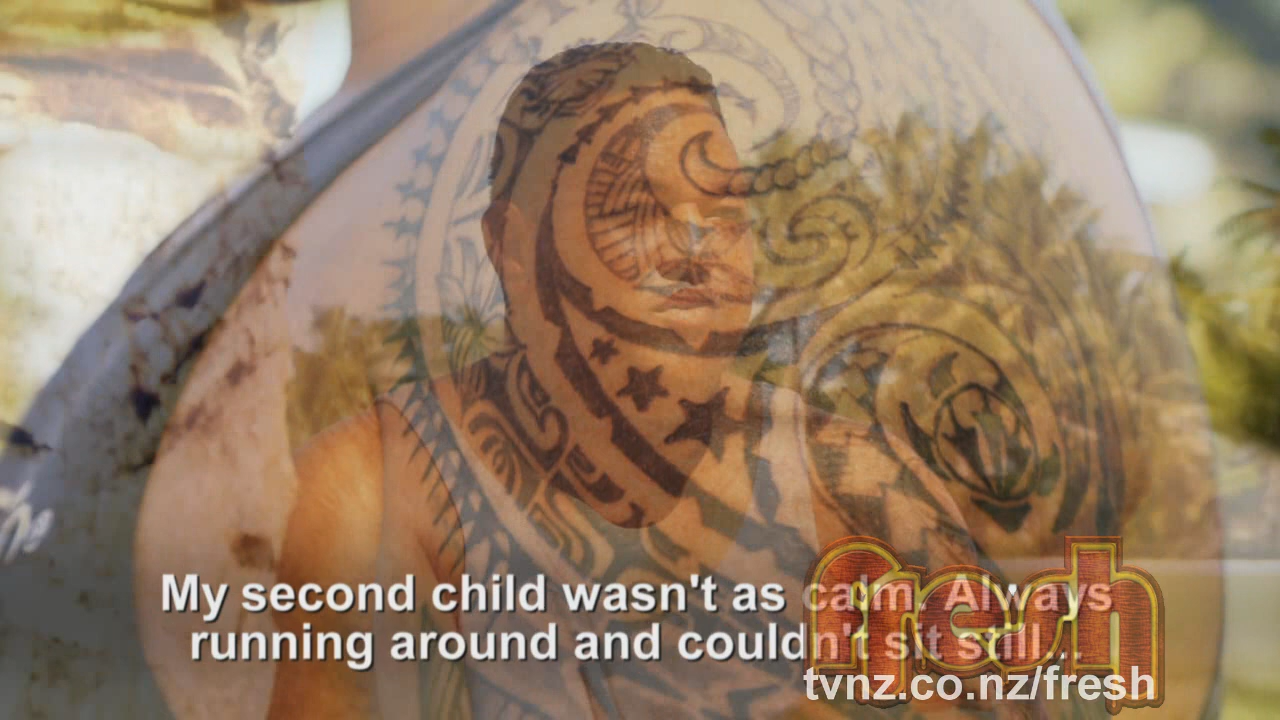 My second child wasn't as calm. Always
running around and couldn't sit still...
fresh
tvnz.co.nz/fresh